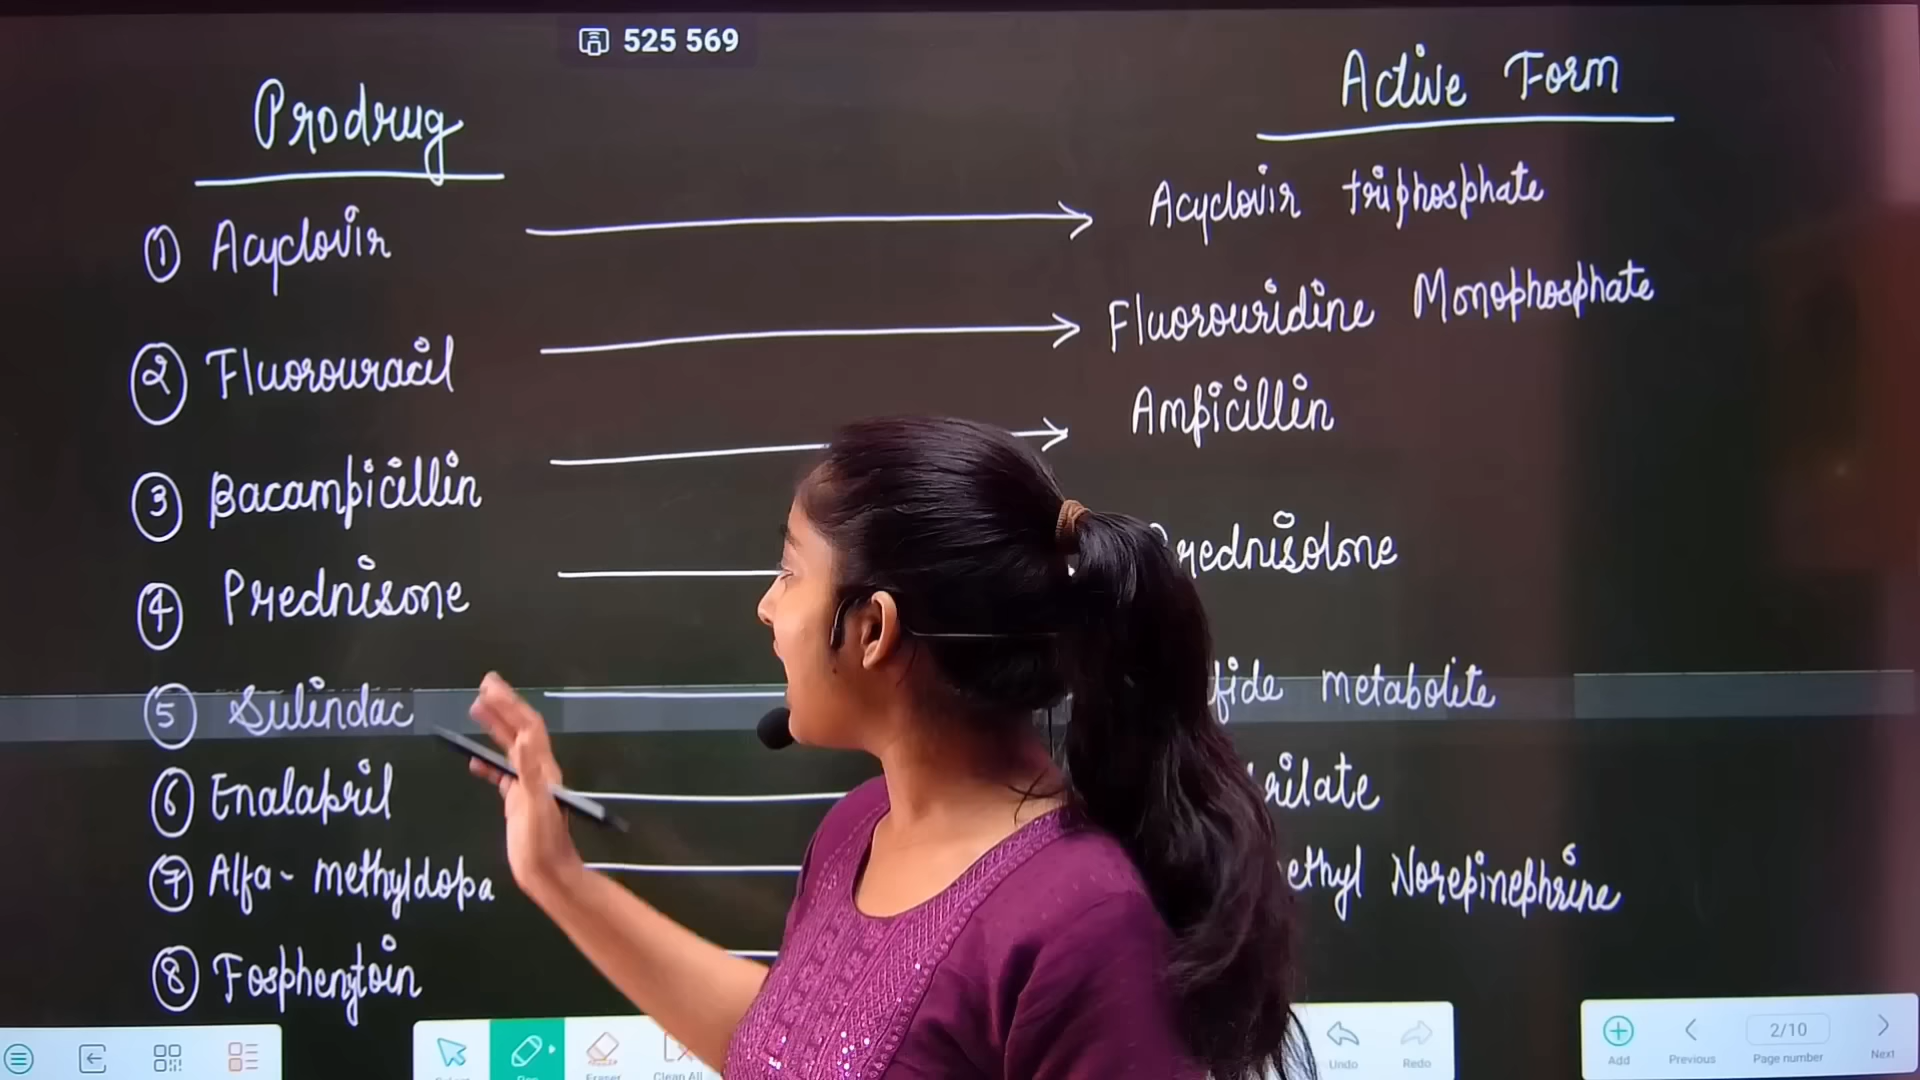 525 569
Prodrug
Active Form
① Acyclovir
Acyclovir triphosphate
② Fluorouracil
Fluorouridine Monophosphate
③ Bacampicillin
Ampicillin
④ Prednisone
rednisolone
⑤ Sulindac
fide metabolite
⑥ Enalapril
rilate
⑦ Alfa-methyldopa
ethyl Norepinephrine
⑧ Fosphenytoin
Eraser
Clean All
Undo
Redo
Add
Previous
2/10
Page number
Next